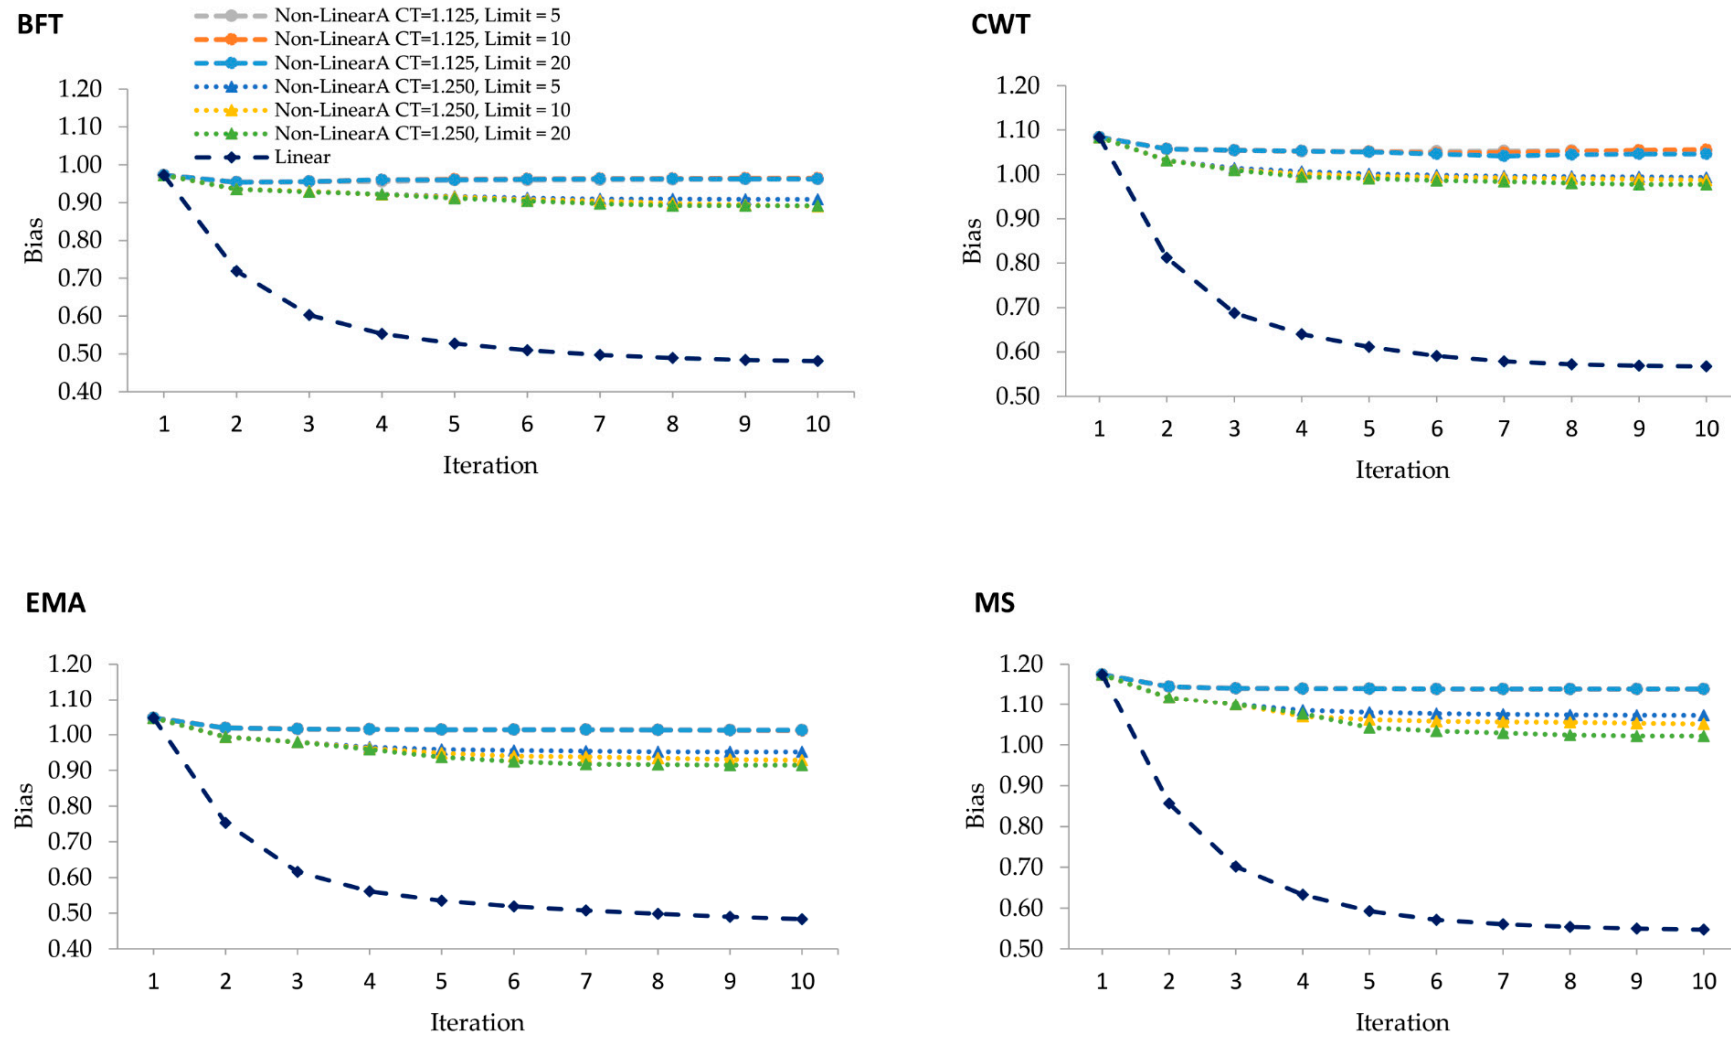 BFT
Non-LinearA CT=1.125, Limit = 5
Non-LinearA CT=1.125, Limit = 10
Non-LinearA CT=1.125, Limit = 20
Non-LinearA CT=1.250, Limit = 5
Non-LinearA CT=1.250, Limit = 10
Non-LinearA CT=1.250, Limit = 20
Linear
1.20
1.10
1.00
0.90
0.80
0.70
0.60
0.50
0.40
Bias
1 2 3 4 5 6 7 8 9 10
Iteration
CWT
1.20
1.10
1.00
0.90
0.80
0.70
0.60
0.50
Bias
1 2 3 4 5 6 7 8 9 10
Iteration
EMA
1.20
1.10
1.00
0.90
0.80
0.70
0.60
0.50
0.40
Bias
1 2 3 4 5 6 7 8 9 10
Iteration
MS
1.20
1.10
1.00
0.90
0.80
0.70
0.60
0.50
Bias
1 2 3 4 5 6 7 8 9 10
Iteration